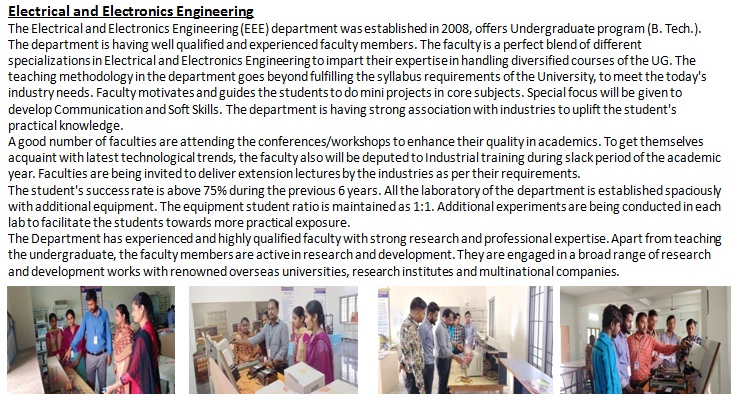 Electrical and Electronics Engineering
The Electrical and Electronics Engineering (EEE) department was established in 2008, offers Undergraduate program (B. Tech.).
The department is having well qualified and experienced faculty members. The faculty is a perfect blend of different
specializations in Electrical and Electronics Engineering to impart their expertise in handling diversified courses of the UG. The
teaching methodology in the department goes beyond fulfilling the syllabus requirements of the University, to meet the today's
industry needs. Faculty motivates and guides the students to do mini projects in core subjects. Special focus will be given to
develop Communication and Soft Skills. The department is having strong association with industries to uplift the student's
practical knowledge.
A good number of faculties are attending the conferences/workshops to enhance their quality in academics. To get themselves
acquaint with latest technological trends, the faculty also will be deputed to Industrial training during slack period of the academic
year. Faculties are being invited to deliver extension lectures by the industries as per their requirements.
The student's success rate is above 75% during the previous 6 years. All the laboratory of the department is established spaciously
with additional equipment. The equipment student ratio is maintained as 1:1. Additional experiments are being conducted in each
lab to facilitate the students towards more practical exposure.
The Department has experienced and highly qualified faculty with strong research and professional expertise. Apart from teaching
the undergraduate, the faculty members are active in research and development. They are engaged in a broad range of research
and development works with renowned overseas universities, research institutes and multinational companies.